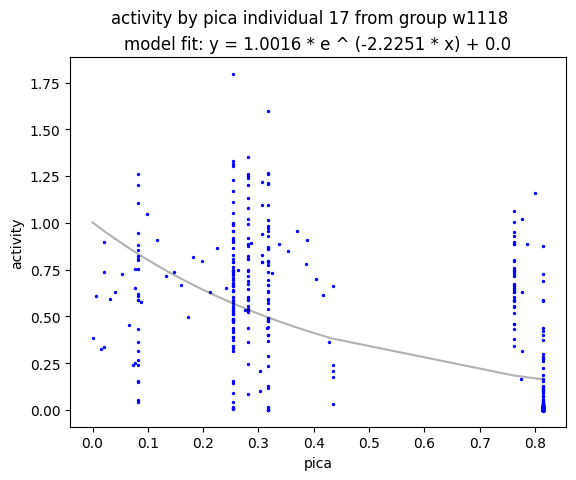 activity by pica individual 17 from group w1118
model fit: y = 1.0016 * e ^ (-2.2251 * x) + 0.0
1.75
1.50
1.25
1.00
0.75
0.50
0.25
0.00
activity
0.0 0.1 0.2 0.3 0.4 0.5 0.6 0.7 0.8
pica